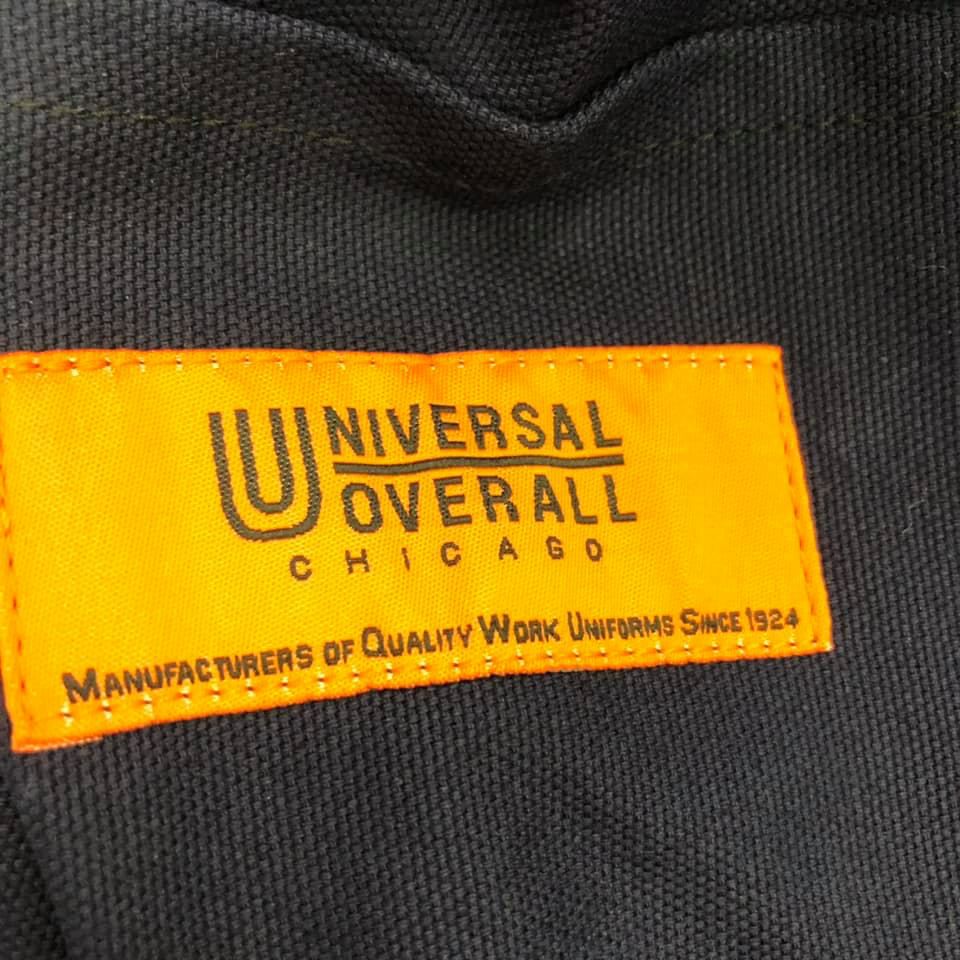 UNIVERSAL
OVERALL
CHICAGO
MANUFACTURERS OF QUALITY WORK UNIFORMS SINCE 1924